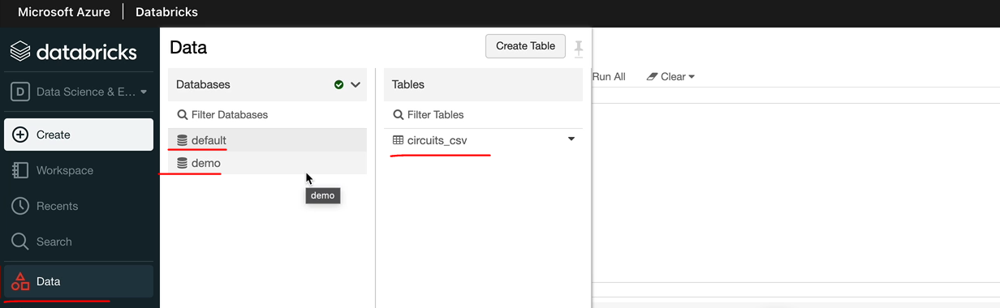 Microsoft Azure | Databricks
databricks
D Data Science & E...
Create
Workspace
Recents
Search
Data
Data
Create Table
Databases
Filter Databases
default
demo
demo
Tables
Filter Tables
circuits_csv
Run All
Clear